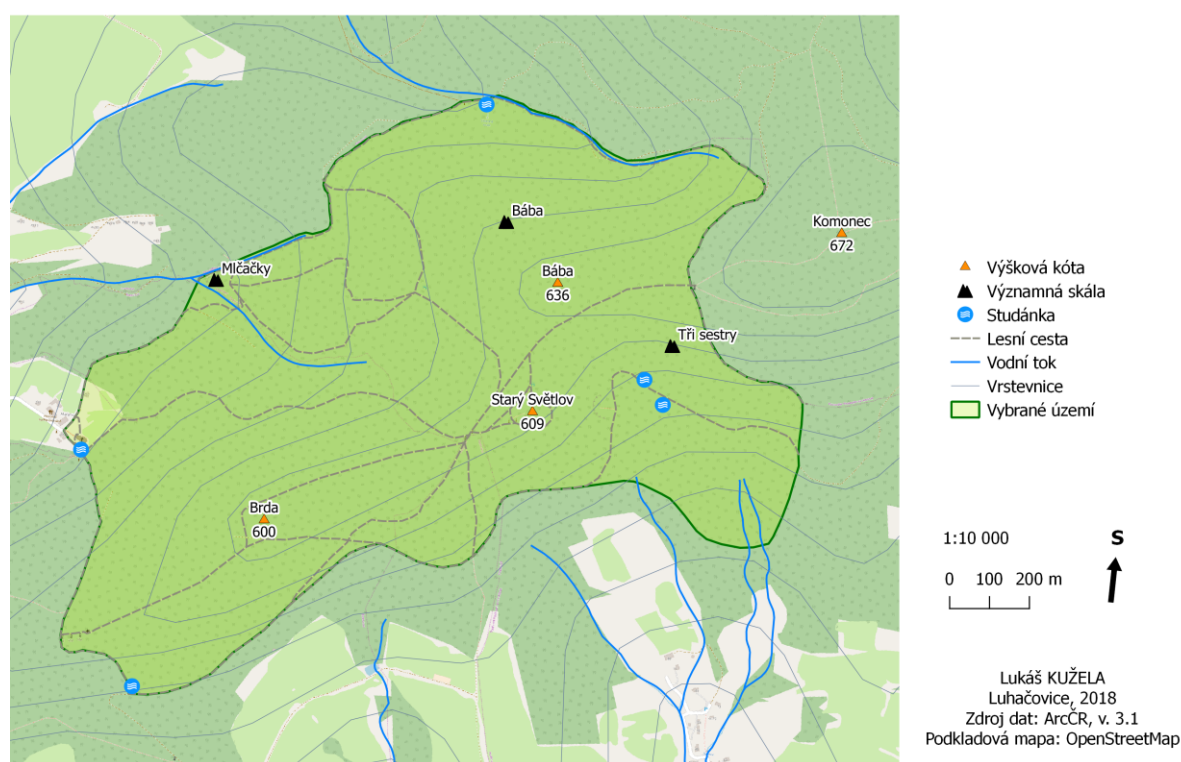 Bába
Komonec
672
Mlčačky
Bába
636
Tři sestry
Starý Světlov
609
Brda
600
Výšková kóta
Významná skála
Studánka
Lesní cesta
Vodní tok
Vrstevnice
Vybrané území
1:10 000
S
0 100 200 m
Lukáš KUŽELA
Luhačovice, 2018
Zdroj dat: ArcČR, v. 3.1
Podkladová mapa: OpenStreetMap